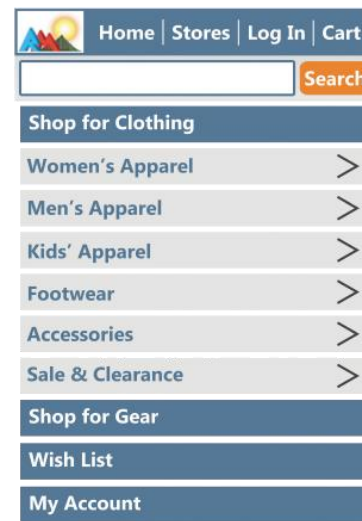 Home | Stores | Log In | Cart
Search
Shop for Clothing
Women's Apparel
Men's Apparel
Kids' Apparel
Footwear
Accessories
Sale & Clearance
Shop for Gear
Wish List
My Account